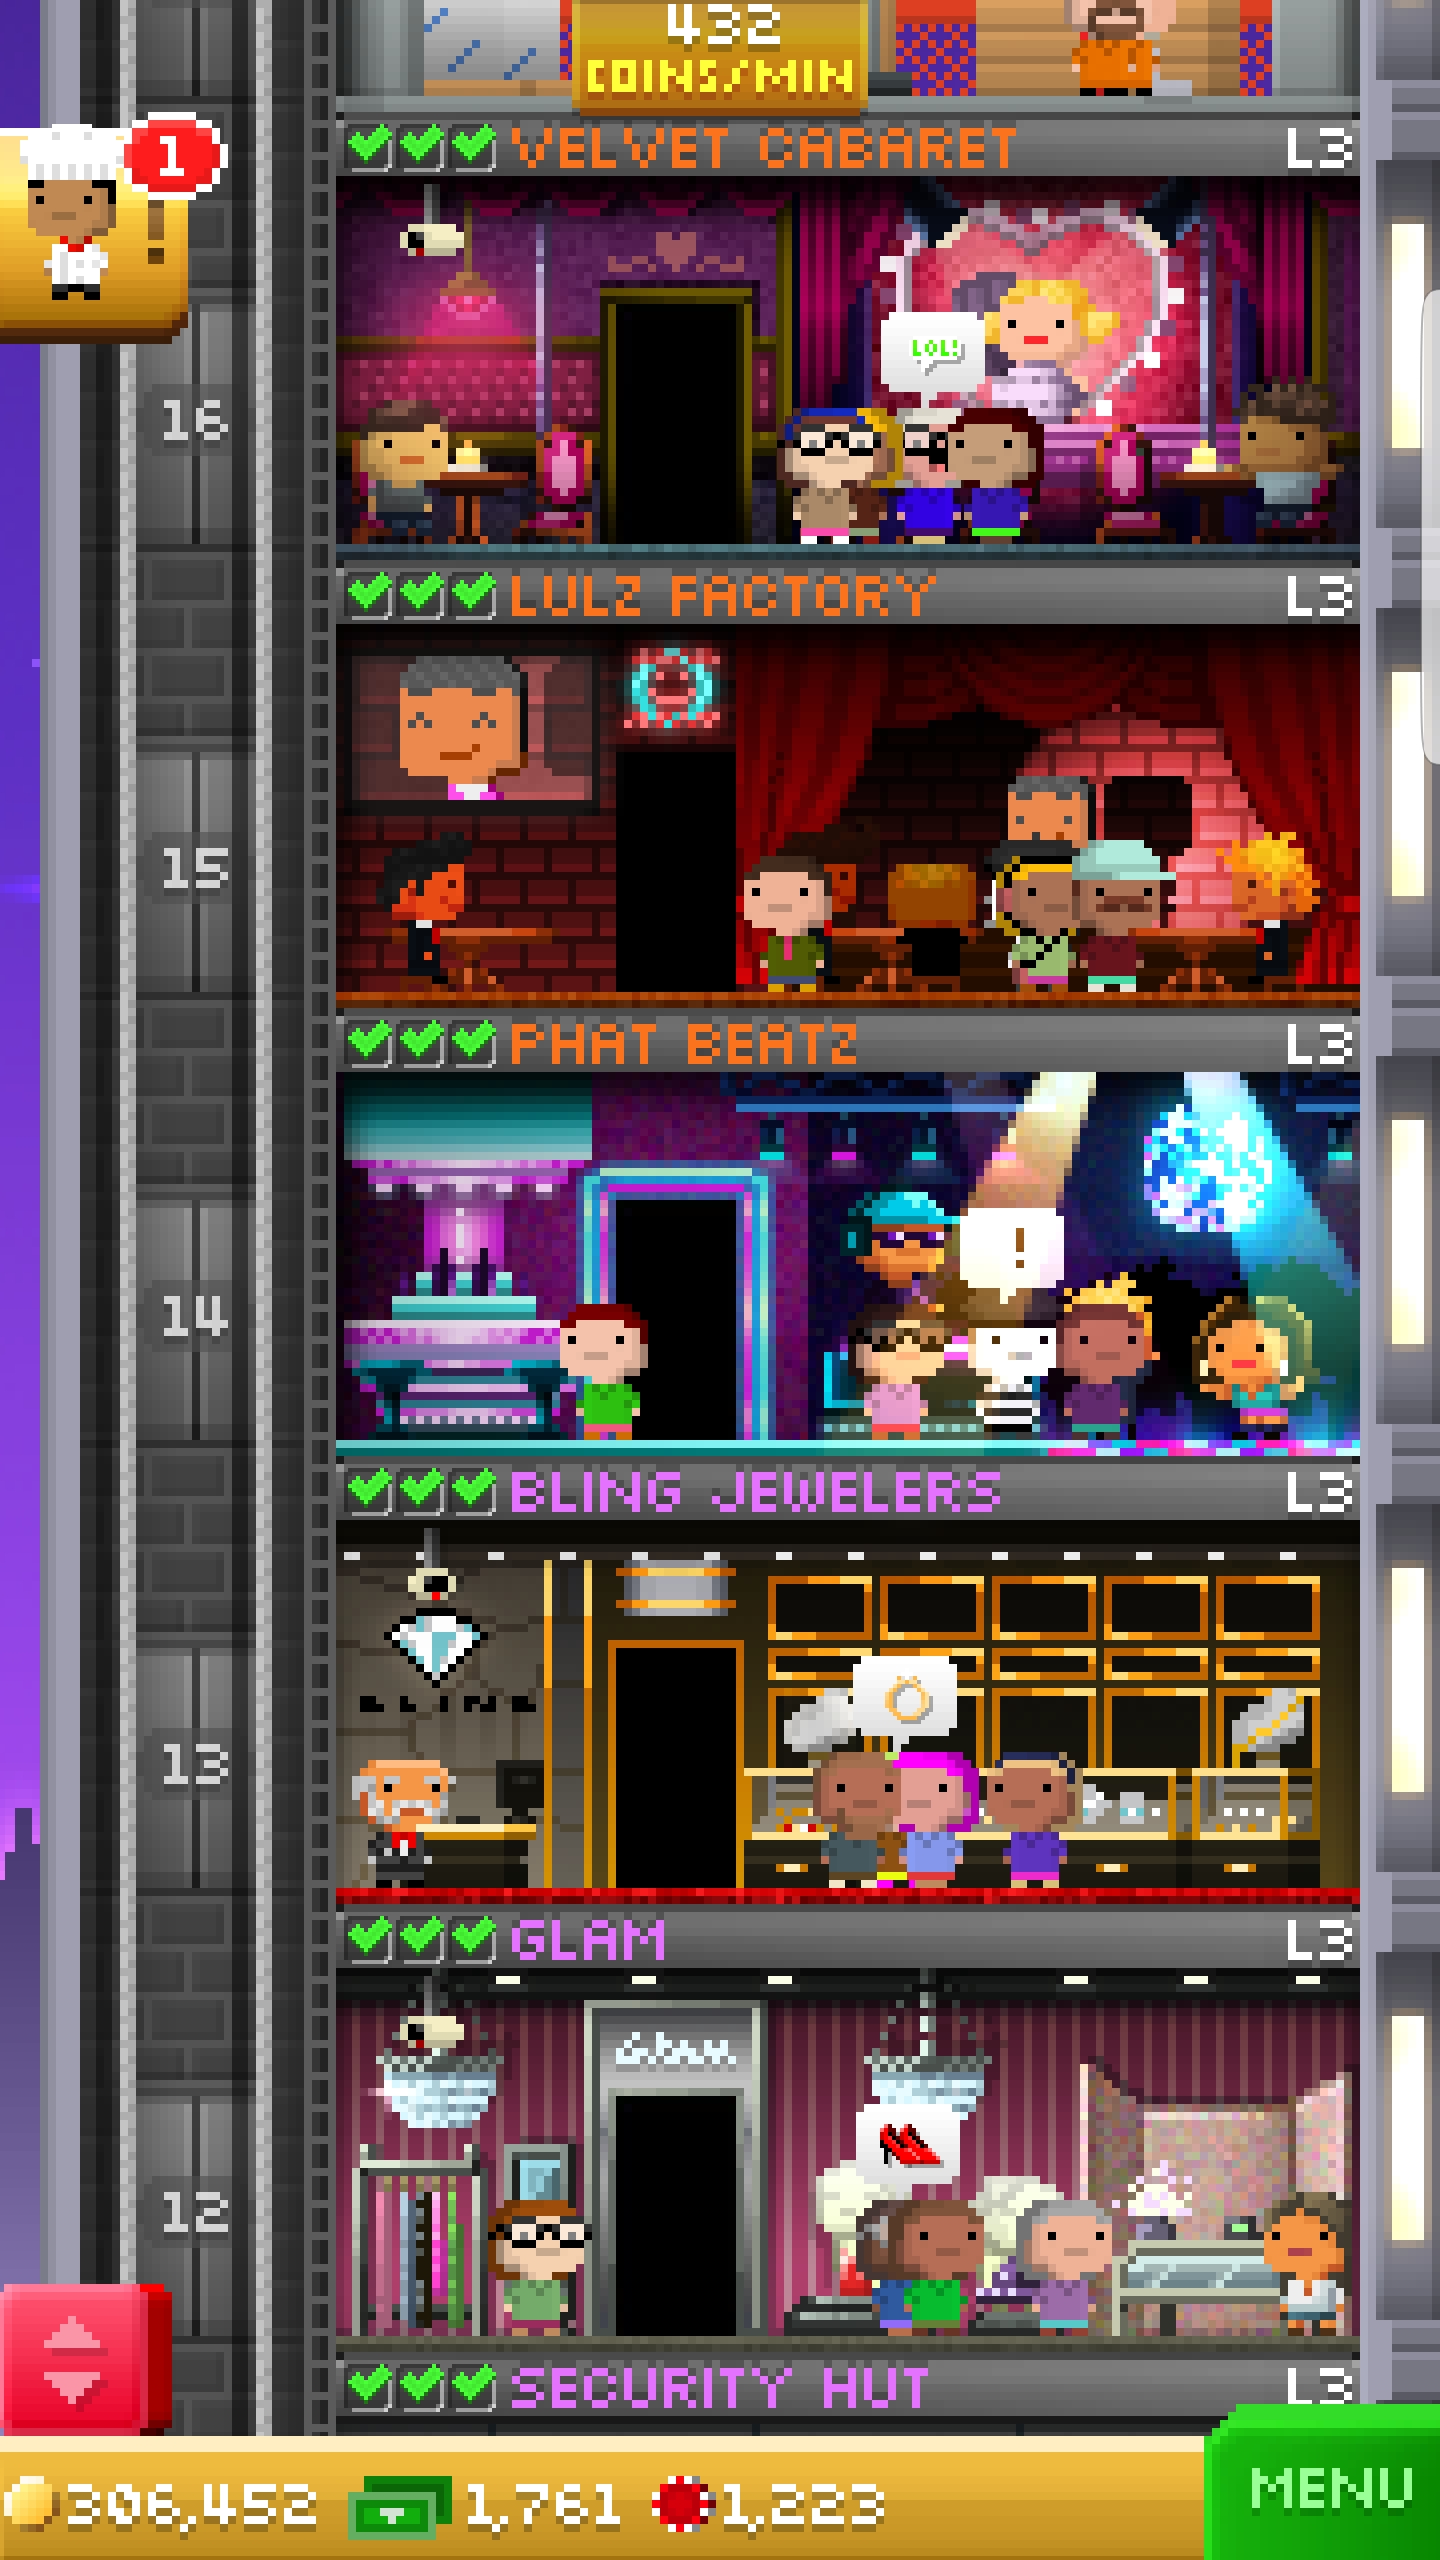 432
COINS/MIN
1
!
VELVET CABARET L3
LOL!
16
LULZ FACTORY L3
15
PHAT BEATZ L3
!
14
BLING JEWELERS L3
BLING
13
GLAM L3
Glam
12
SECURITY HUT L3
306,452 1,761 1,223
MENU